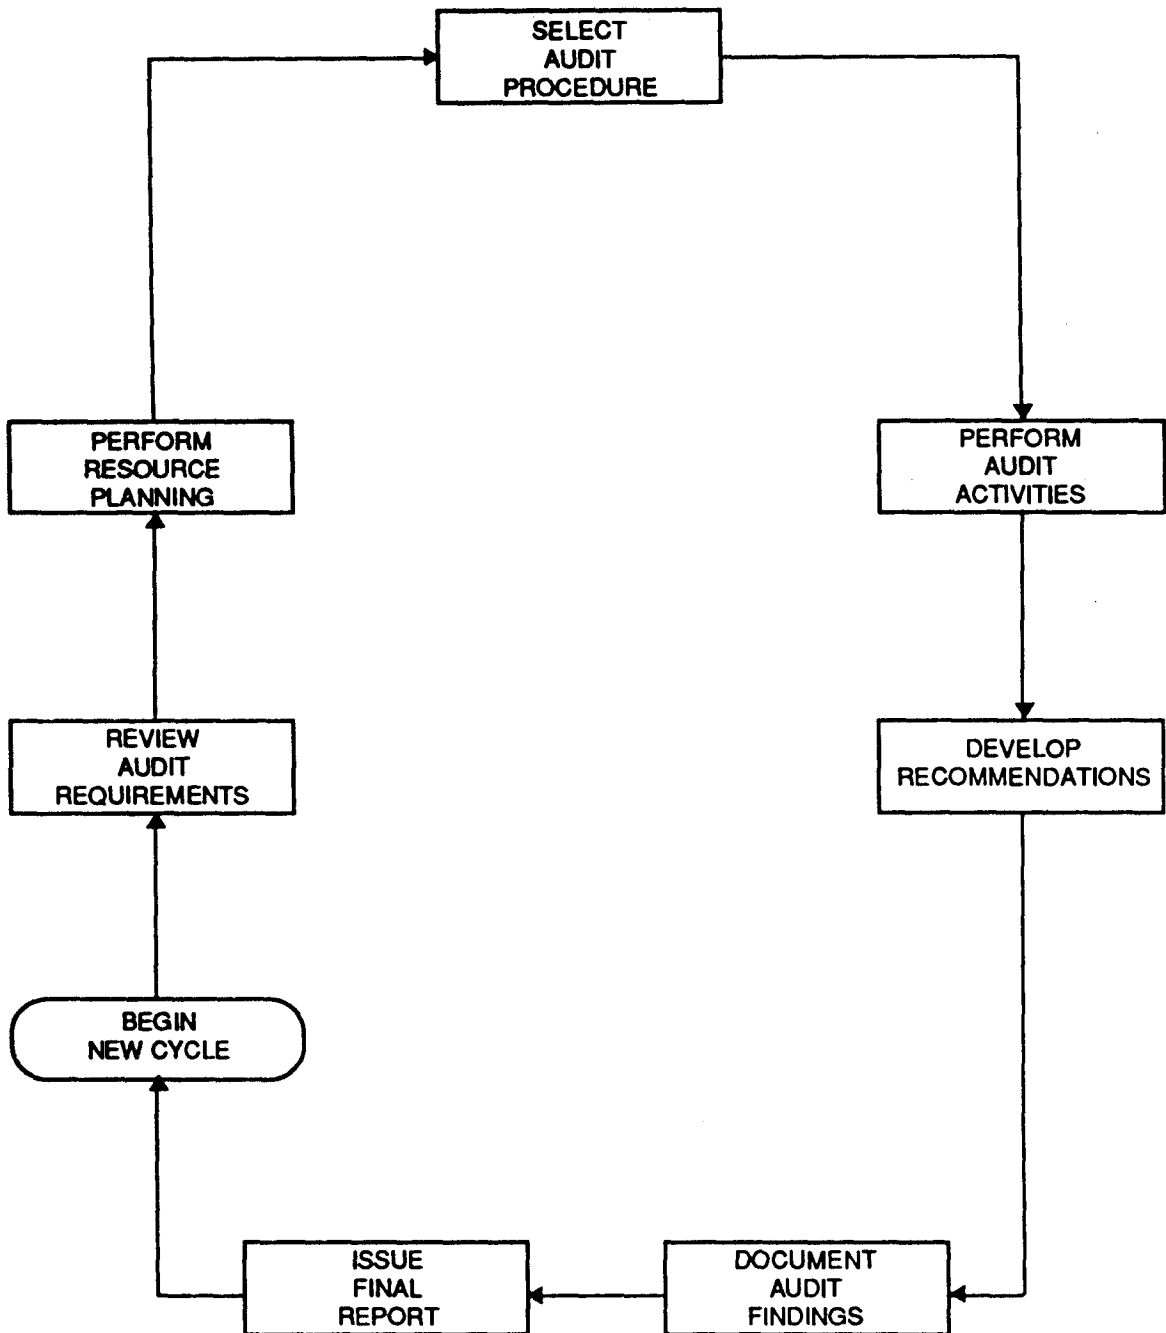 SELECT
AUDIT
PROCEDURE
PERFORM
RESOURCE
PLANNING
PERFORM
AUDIT
ACTIVITIES
REVIEW
AUDIT
REQUIREMENTS
DEVELOP
RECOMMENDATIONS
BEGIN
NEW CYCLE
ISSUE
FINAL
REPORT
DOCUMENT
AUDIT
FINDINGS